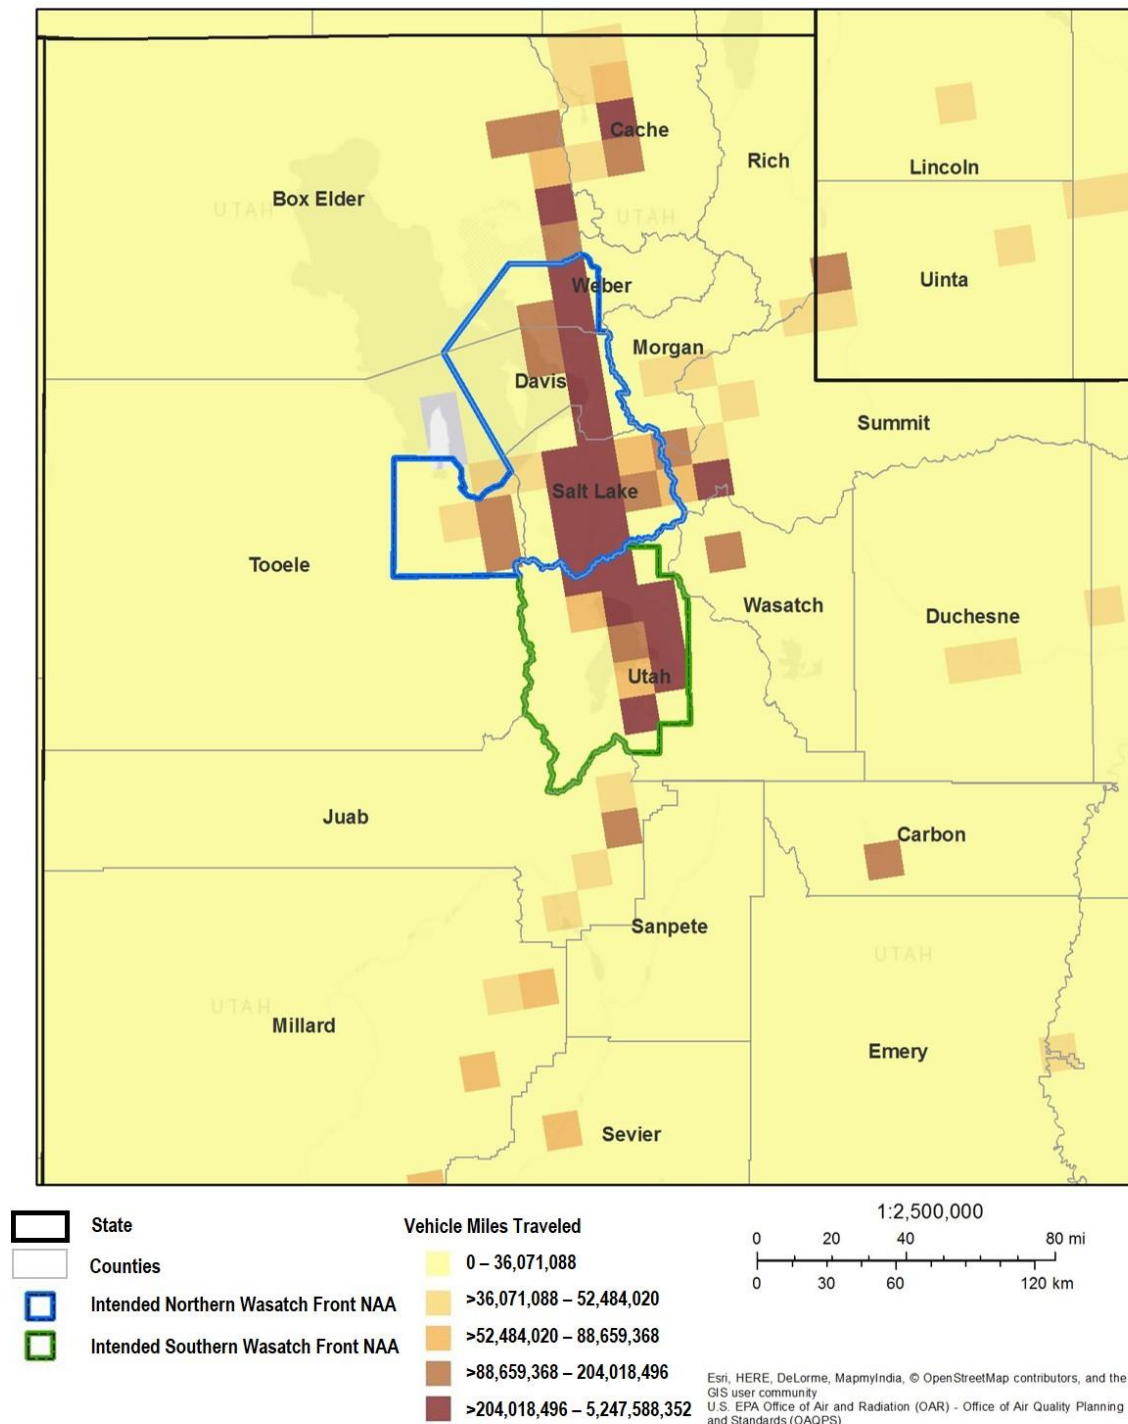 Cache
Rich
Lincoln
Box Elder
UTAH
UTAH
Uinta
Weber
Morgan
Davis
Summit
Salt Lake
Tooele
Wasatch
Duchesne
Utah
Juab
Carbon
Sanpete
UTAH
UTAH
Millard
Emery
Sevier
State
Counties
Intended Northern Wasatch Front NAA
Intended Southern Wasatch Front NAA
Vehicle Miles Traveled
0 – 36,071,088
>36,071,088 – 52,484,020
>52,484,020 – 88,659,368
>88,659,368 – 204,018,496
>204,018,496 – 5,247,588,352
1:2,500,000
0 20 40 80 mi
0 30 60 120 km
Esri, HERE, DeLorme, MapmyIndia, © OpenStreetMap contributors, and the
GIS user community
U.S. EPA Office of Air and Radiation (OAR) - Office of Air Quality Planning
and Standards (OAQPS)